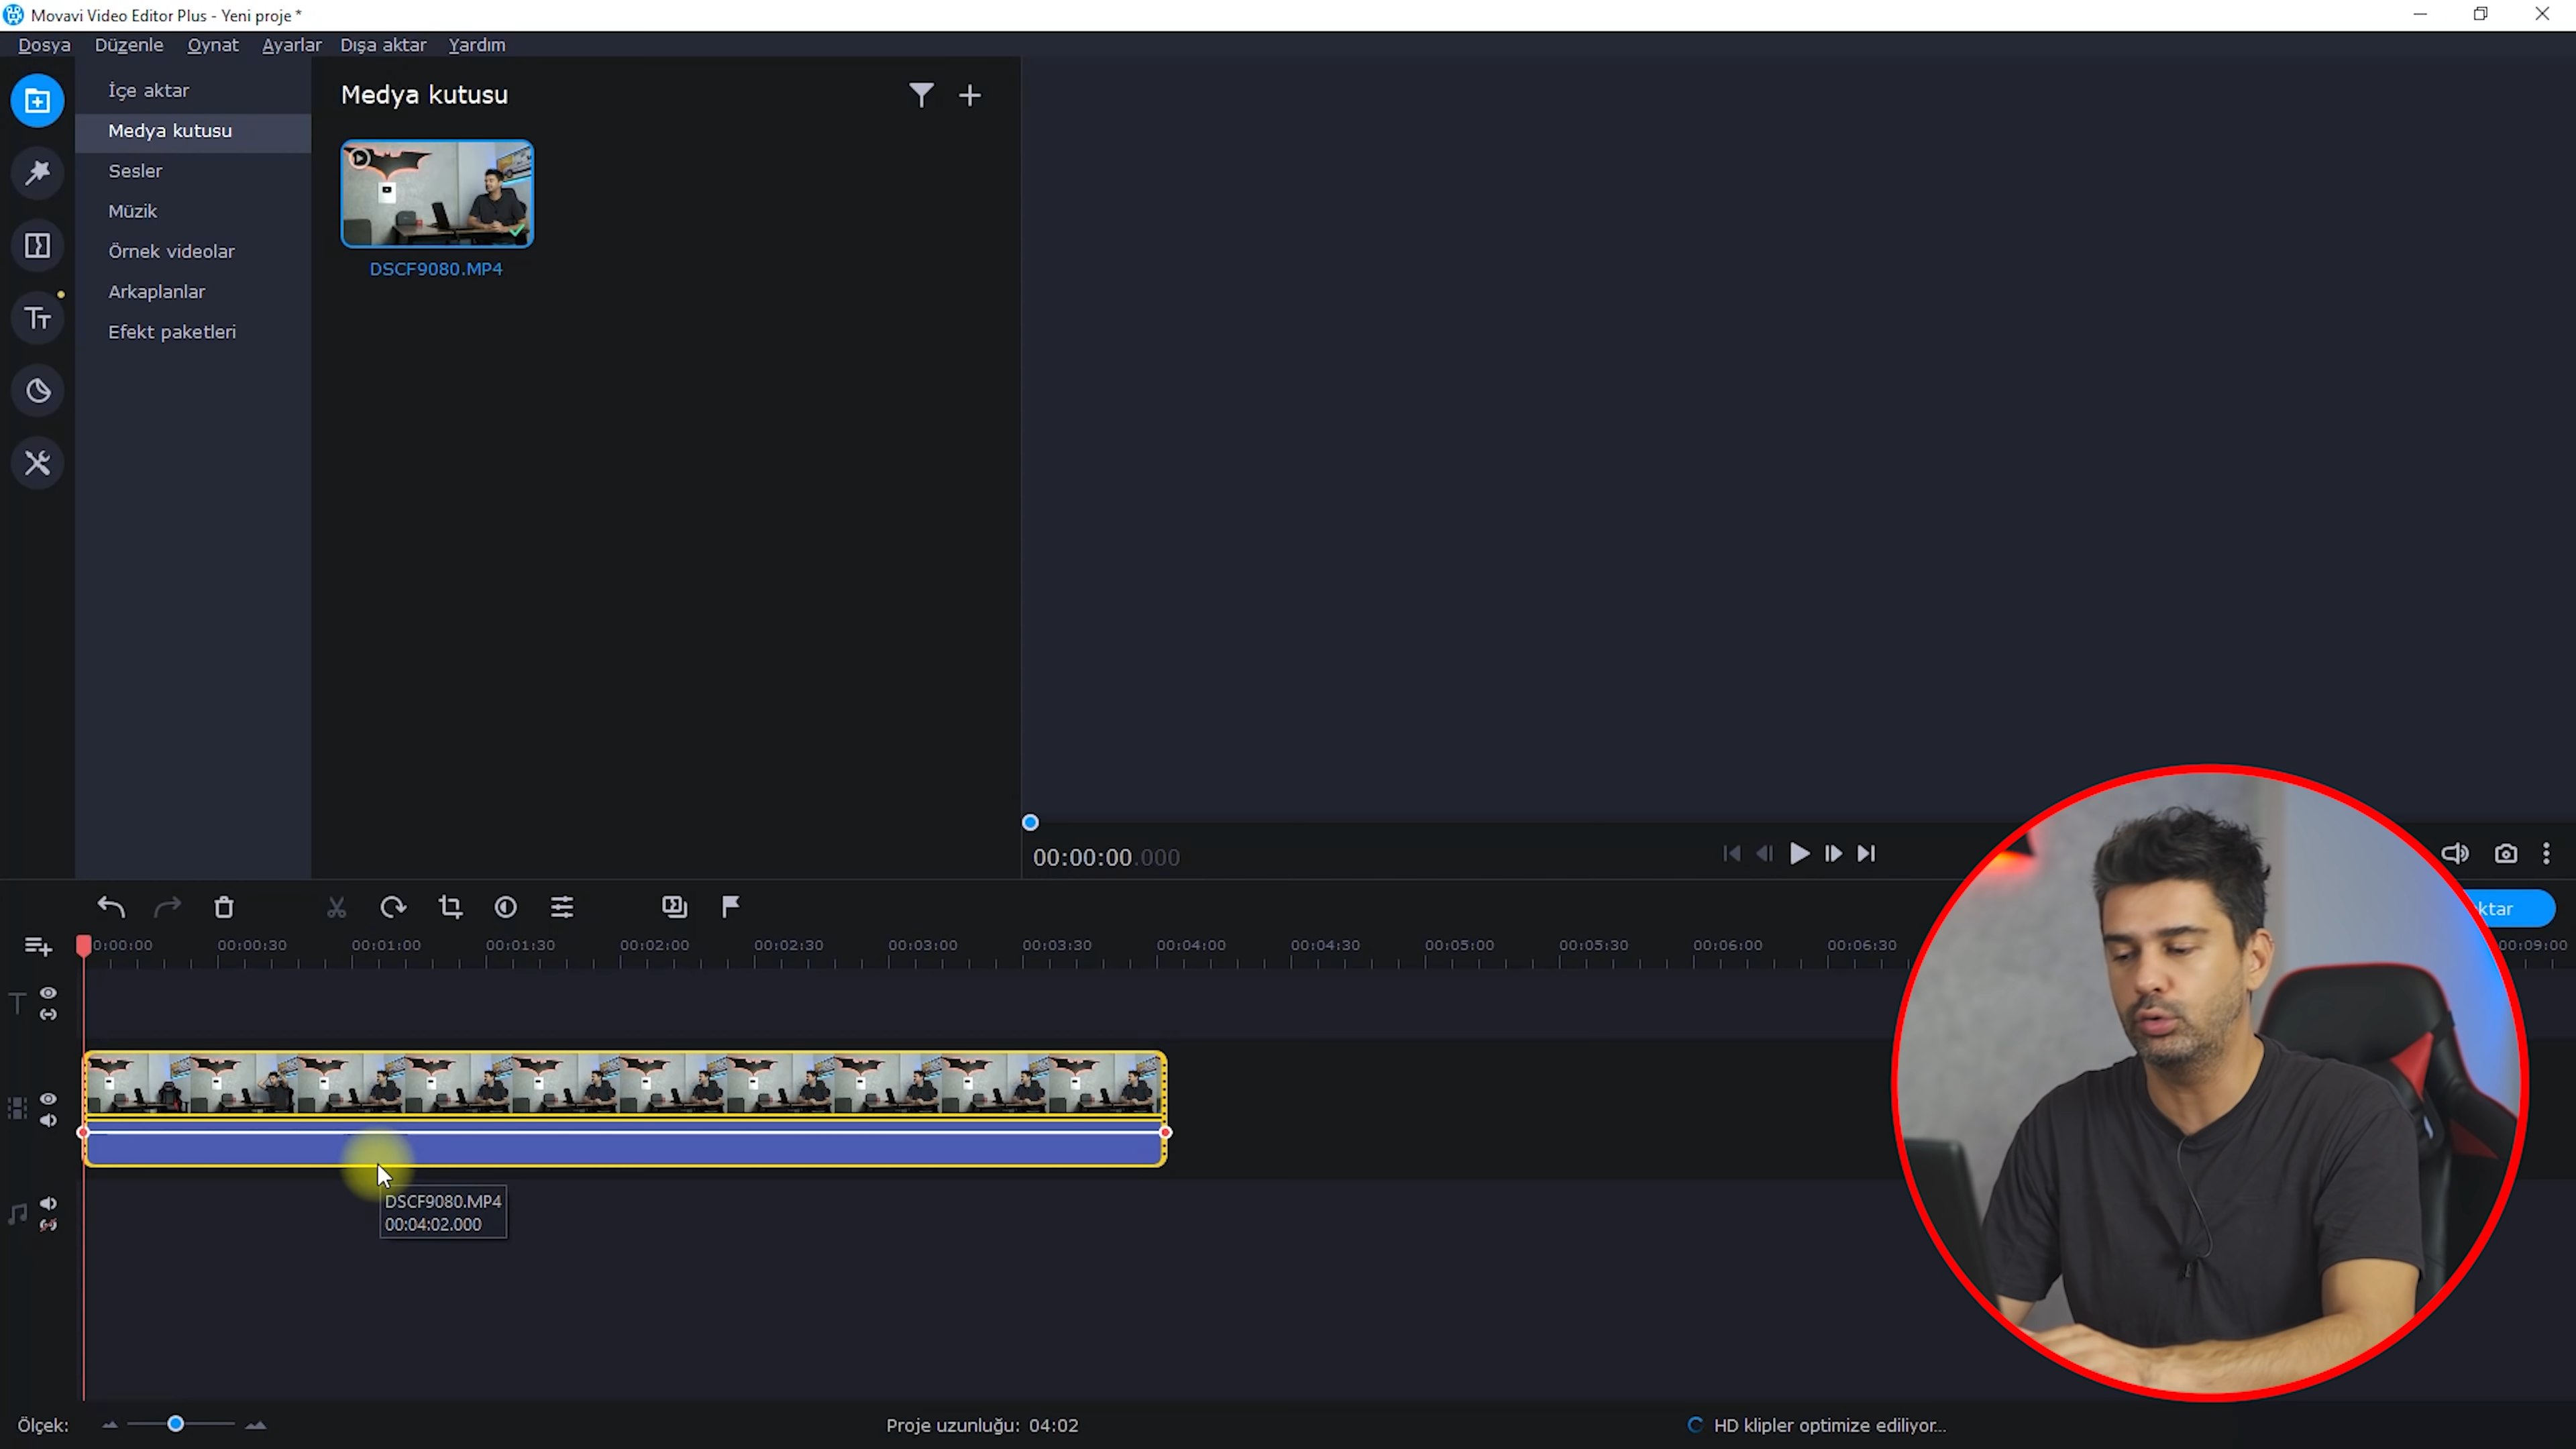 Movavi Video Editor Plus - Yeni proje *
Dosya Düzenle Oynat Ayarlar Dışa aktar Yardım
İçe aktar
Medya kutusu
Sesler
Müzik
Örnek videolar
Arkaplanlar
Efekt paketleri
Medya kutusu
DSCF9080.MP4
00:00:00.000
ktar
0:00:00 00:00:30 00:01:00 00:01:30 00:02:00 00:02:30 00:03:00 00:03:30 00:04:00 00:04:30 00:05:00 00:05:30 00:06:00 00:06:30 00:09:00
DSCF9080.MP4
00:04:02.000
Ölçek:
Proje uzunluğu: 04:02
HD klipler optimize ediliyor...